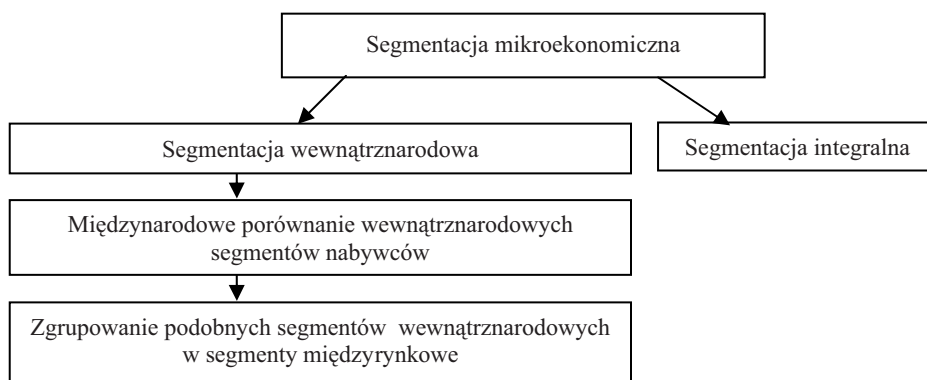 Segmentacja mikroekonomiczna
Segmentacja wewnątrznarodowa
Segmentacja integralna
Międzynarodowe porównanie wewnątrznarodowych
segmentów nabywców
Zgrupowanie podobnych segmentów wewnątrznarodowych
w segmenty międzyrynkowe